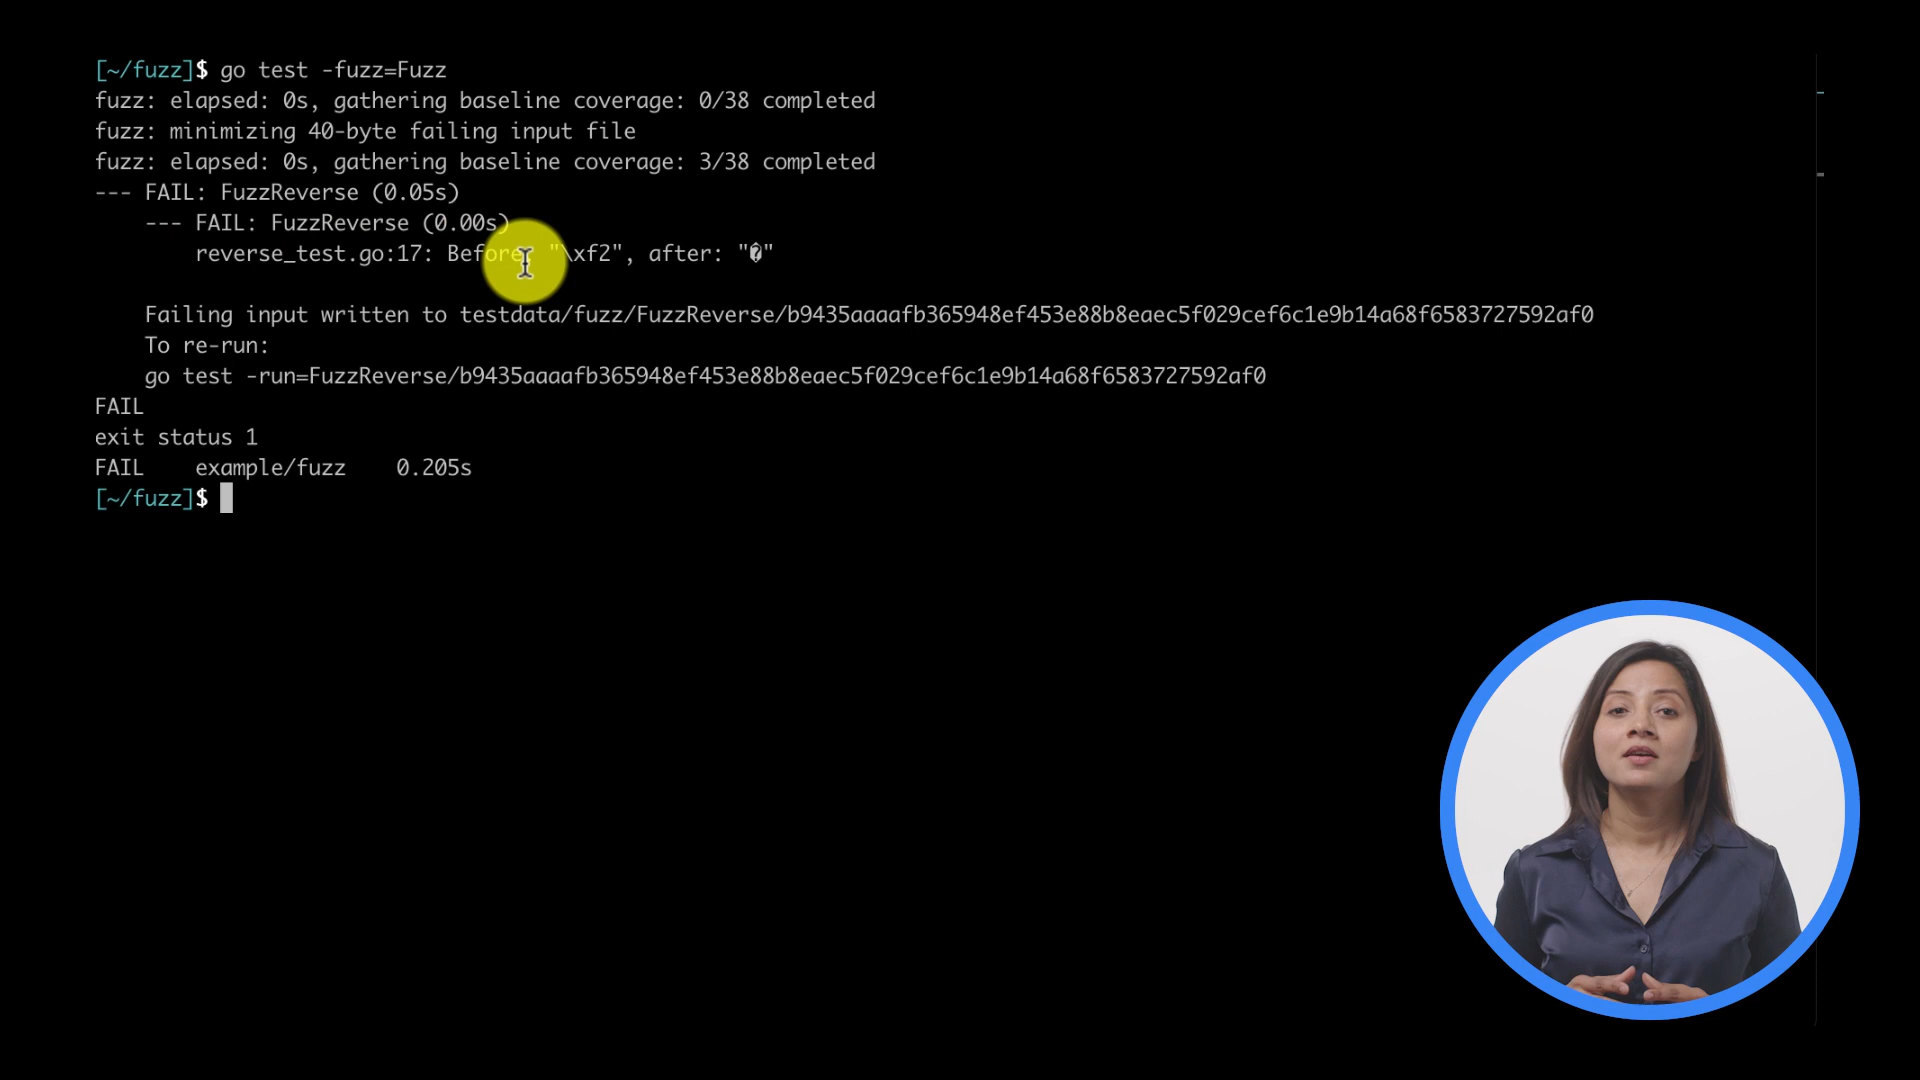 [~/fuzz]$ go test -fuzz=Fuzz
fuzz: elapsed: 0s, gathering baseline coverage: 0/38 completed
fuzz: minimizing 40-byte failing input file
fuzz: elapsed: 0s, gathering baseline coverage: 3/38 completed
--- FAIL: FuzzReverse (0.05s)
--- FAIL: FuzzReverse (0.00s)
reverse_test.go:17: Before: "\xf2", after: "�"
Failing input written to testdata/fuzz/FuzzReverse/b9435aaaafb365948ef453e88b8eaec5f029cef6c1e9b14a68f6583727592af0
To re-run:
go test -run=FuzzReverse/b9435aaaafb365948ef453e88b8eaec5f029cef6c1e9b14a68f6583727592af0
FAIL
exit status 1
FAIL    example/fuzz    0.205s
[~/fuzz]$